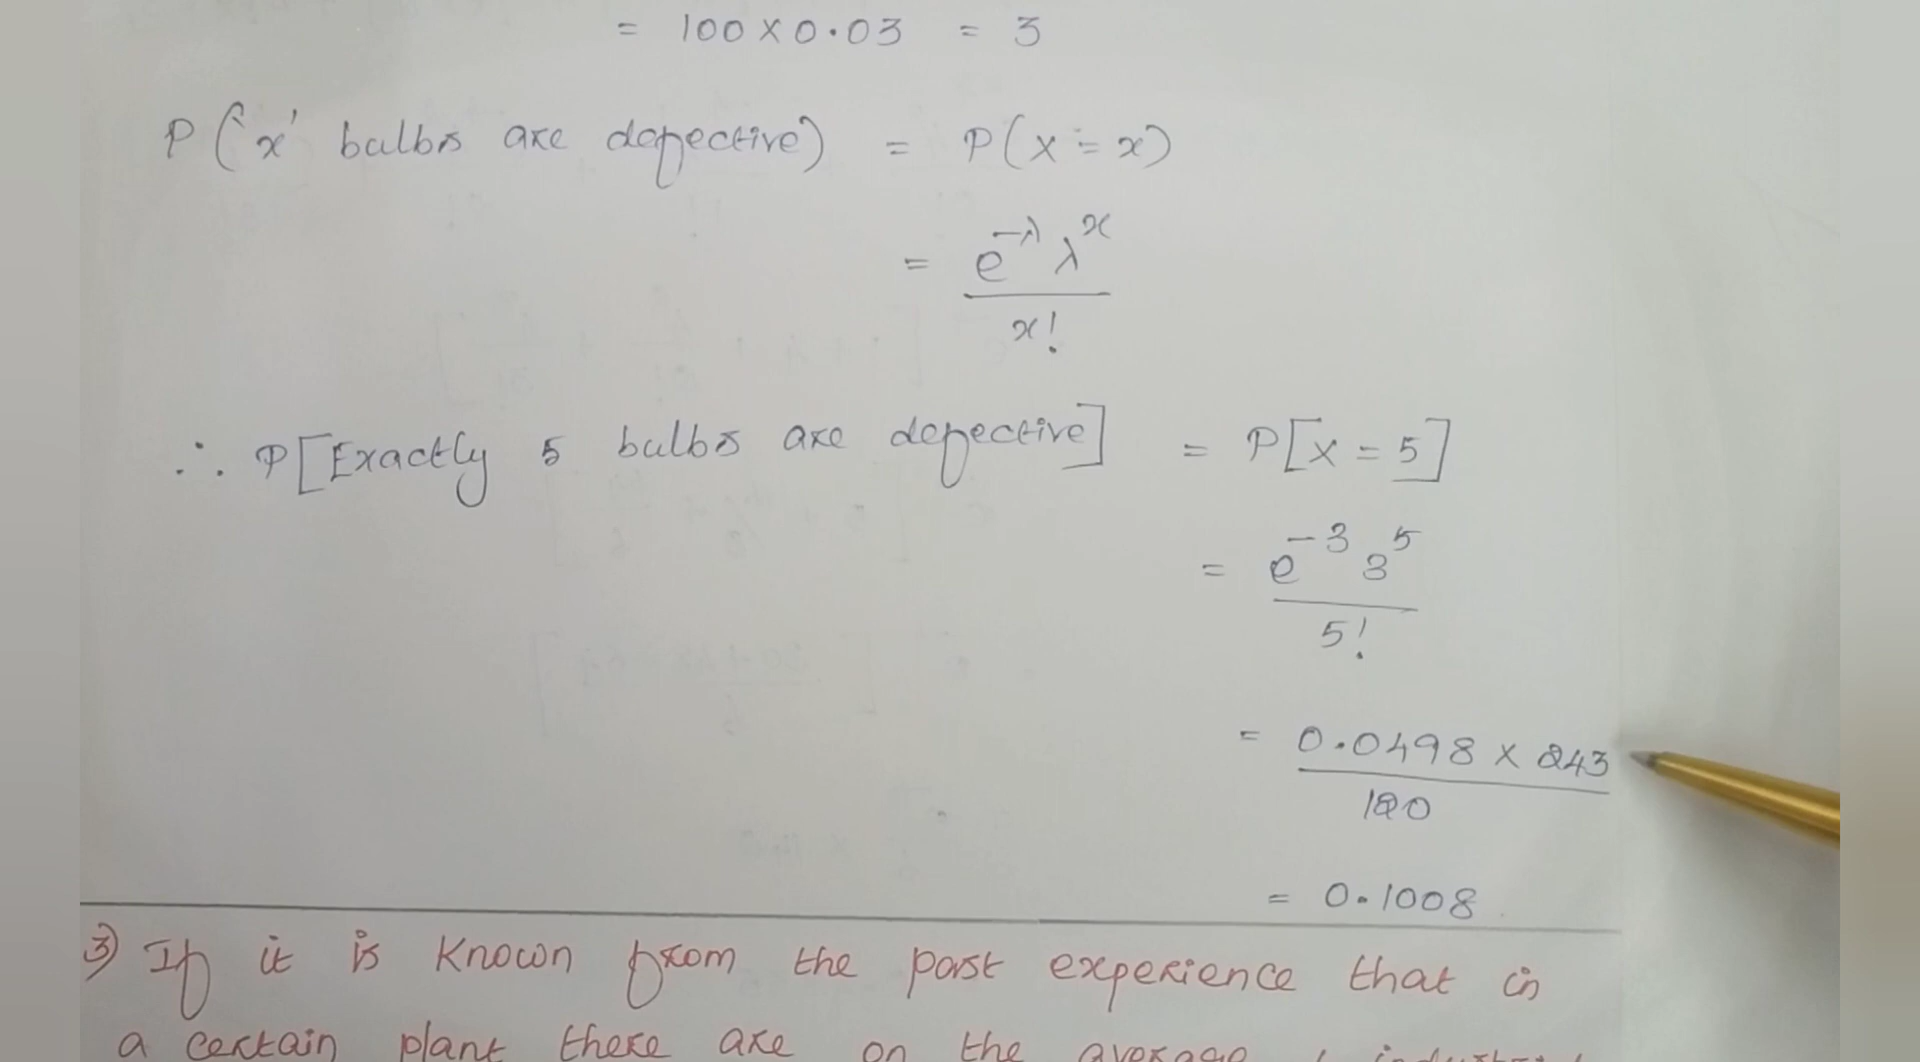 = 100 × 0.03 = 3
P('x' bulbs are defective) = P(X = x)
= e^{-λ} λ^x
x!
∴ P[Exactly 5 bulbs are defective] = P[X = 5]
= e^{-3} 3^5
5!
= 0.0498 × 243
120
= 0.1008
3) If it is known from the past experience that in
a certain plant there are on the average